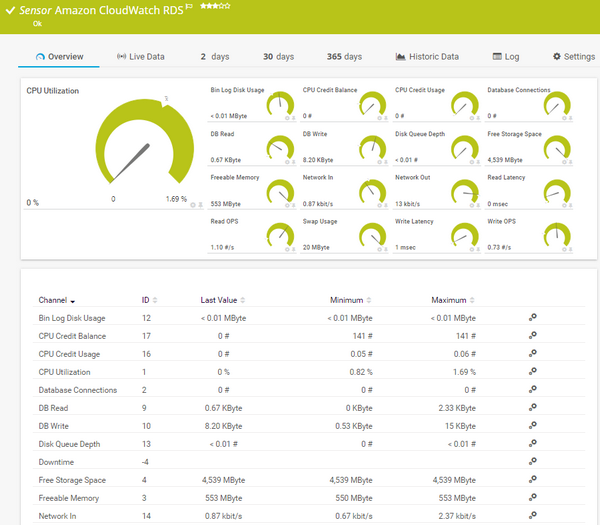 Sensor Amazon CloudWatch RDS
Ok
Overview
Live Data
2 days
30 days
365 days
Historic Data
Log
Settings
CPU Utilization
0 %
0
1.69 %
Bin Log Disk Usage
< 0.01 MByte
CPU Credit Balance
0 #
CPU Credit Usage
0 #
Database Connections
0 #
DB Read
0.67 KByte
DB Write
8.20 KByte
Disk Queue Depth
< 0.01 #
Free Storage Space
4,539 MByte
Freeable Memory
553 MByte
Network In
0.87 kbit/s
Network Out
13 kbit/s
Read Latency
0 msec
Read OPS
1.10 #/s
Swap Usage
20 MByte
Write Latency
1 msec
Write OPS
0.73 #/s
Channel ID Last Value Minimum Maximum
Bin Log Disk Usage 12 < 0.01 MByte < 0.01 MByte < 0.01 MByte
CPU Credit Balance 17 0 # 141 # 141 #
CPU Credit Usage 16 0 # 0.05 # 0.06 #
CPU Utilization 1 0 % 0.82 % 1.69 %
Database Connections 2 0 # 0 # 0 #
DB Read 9 0.67 KByte 0 KByte 2.33 KByte
DB Write 10 8.20 KByte 0.53 KByte 15 KByte
Disk Queue Depth 13 < 0.01 # 0 # < 0.01 #
Downtime -4
Free Storage Space 4 4,539 MByte 4,539 MByte 4,539 MByte
Freeable Memory 3 553 MByte 550 MByte 553 MByte
Network In 14 0.87 kbit/s 0.67 kbit/s 2.37 kbit/s